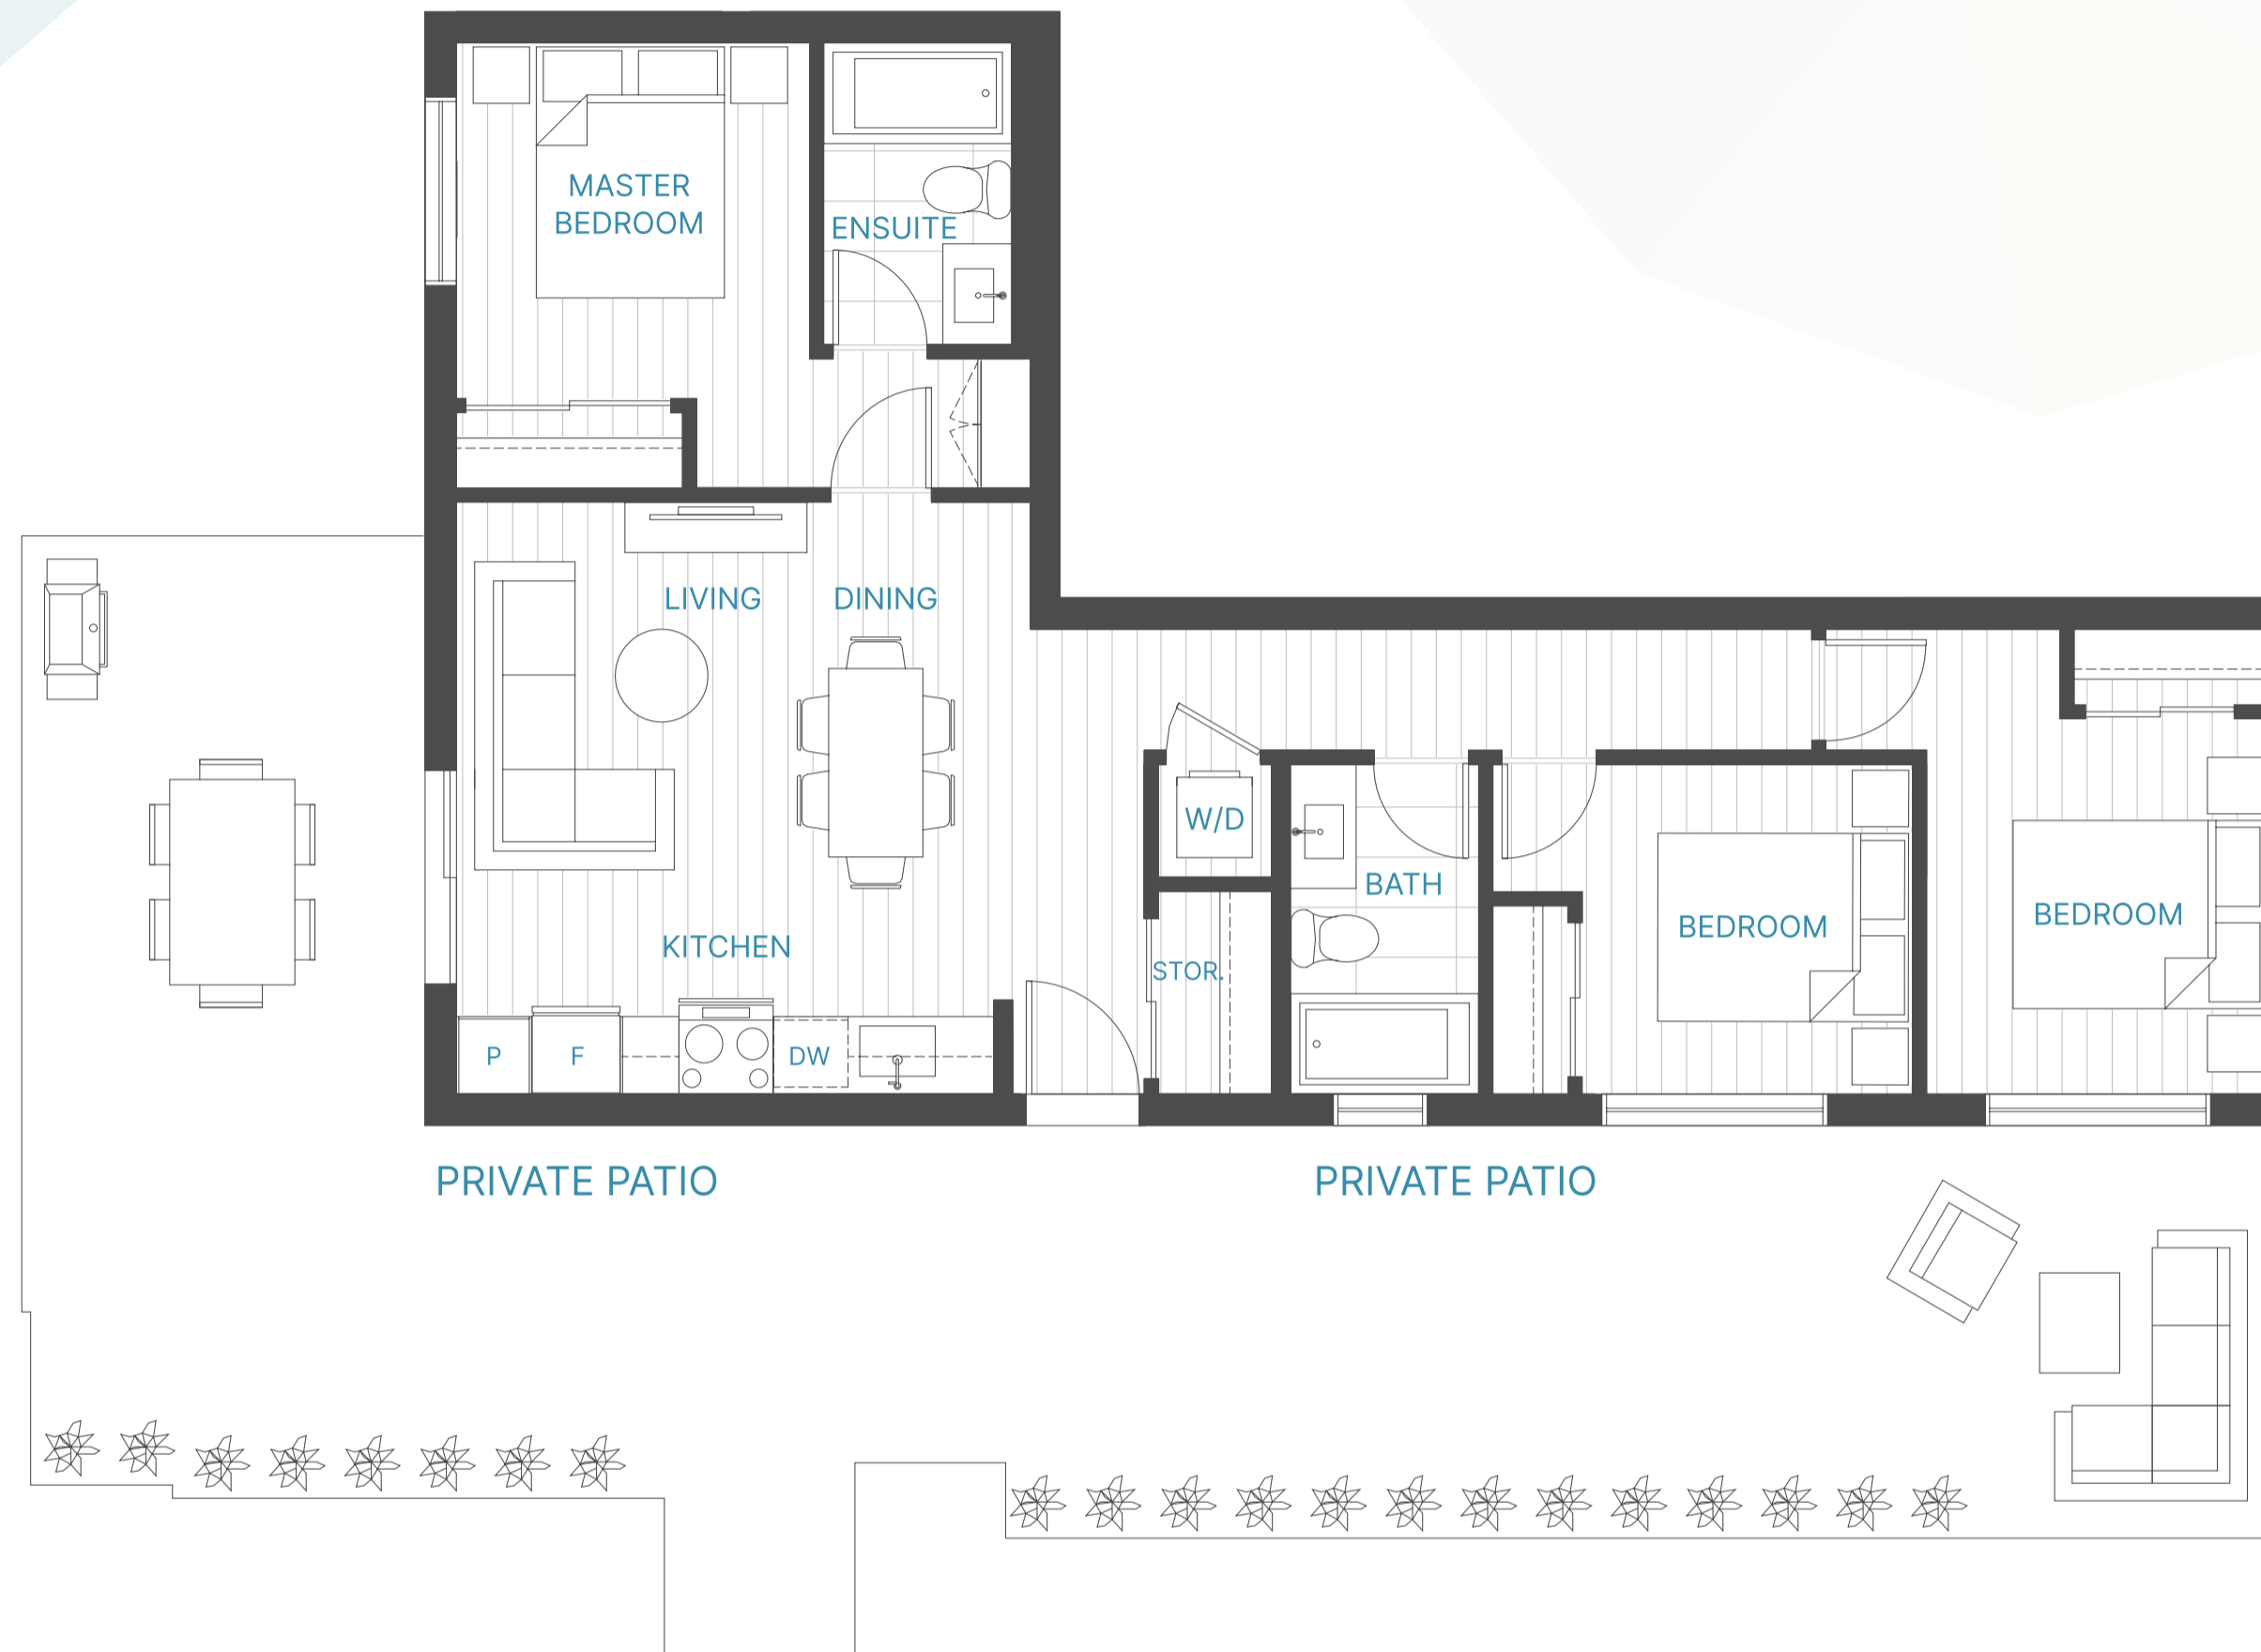 MASTER
BEDROOM
ENSUITE
LIVING
DINING
KITCHEN
W/D
BATH
STOR.
BEDROOM
BEDROOM
P
F
DW
PRIVATE PATIO
PRIVATE PATIO